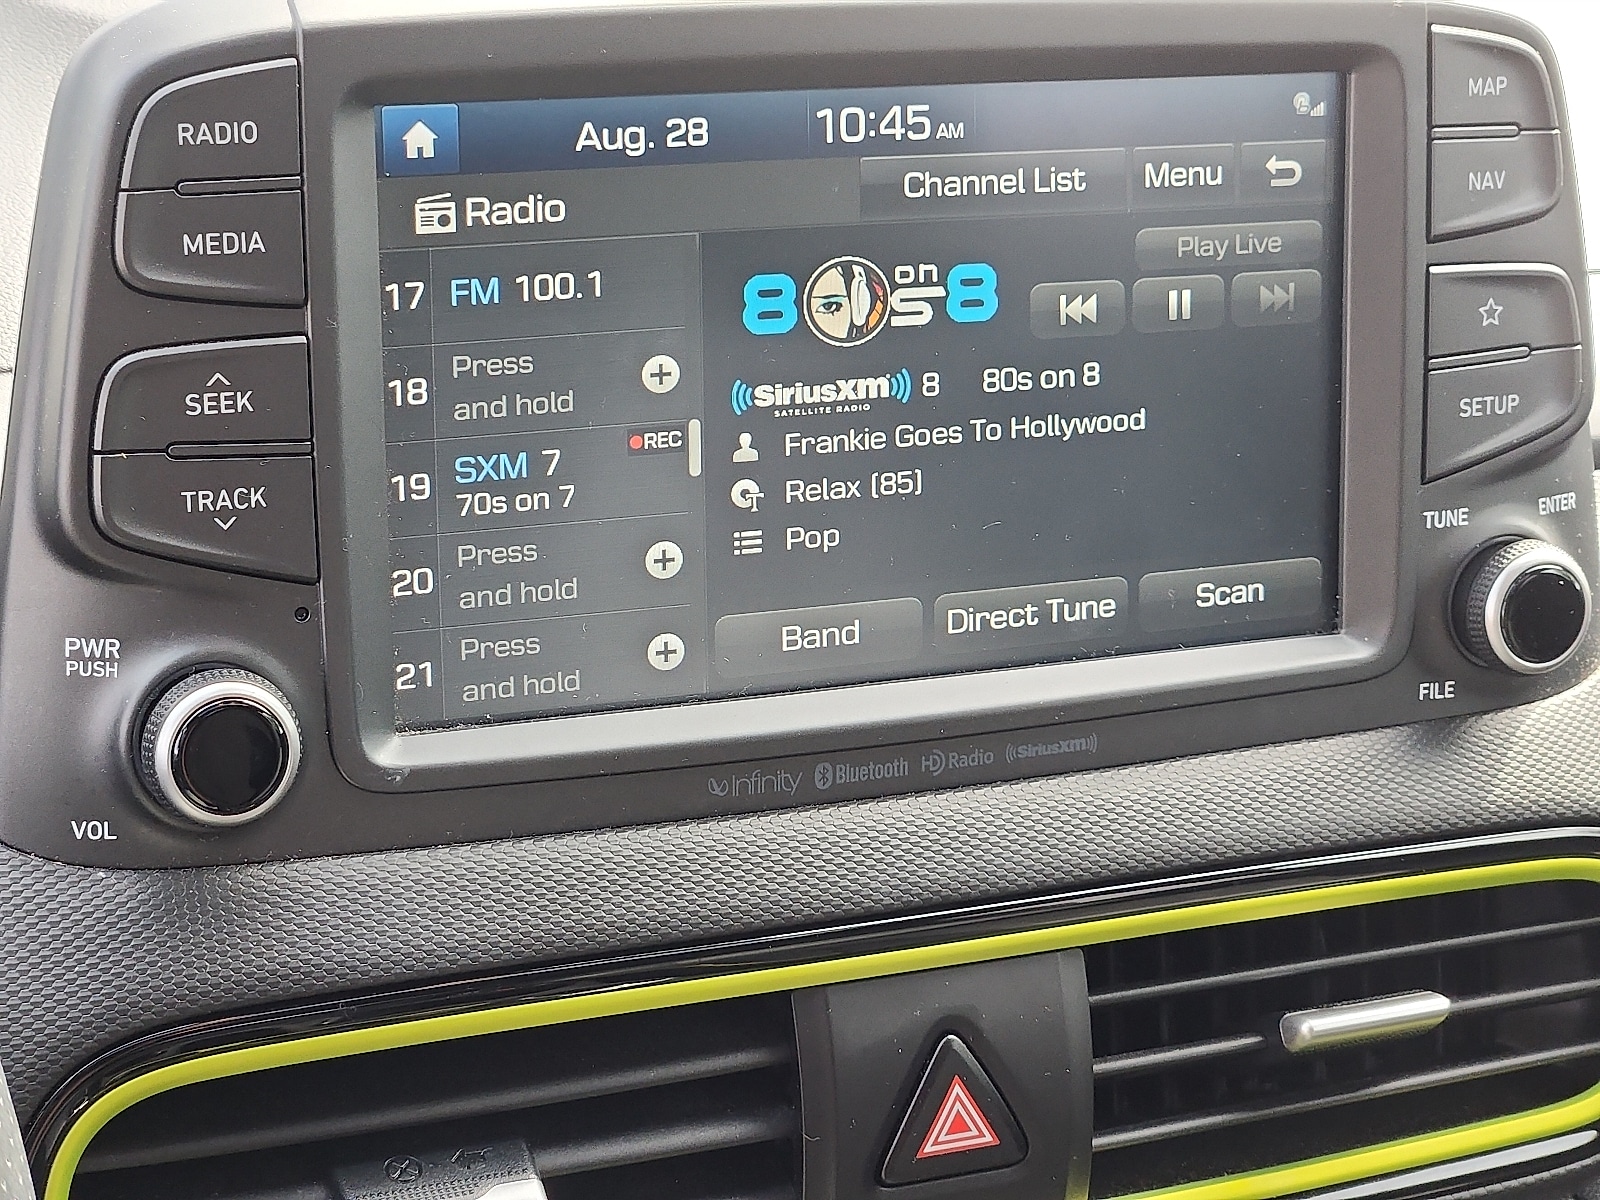 RADIO
MEDIA
SEEK
TRACK
PWR
PUSH
VOL
Aug. 28
10:45 AM
Radio
Channel List
Menu
Play Live
17 FM 100.1
18 Press
and hold
REC
19 SXM 7
70s on 7
20 Press
and hold
21 Press
and hold
8 on 8
S
SiriusXm 8 80s on 8
SATELLITE RADIO
Frankie Goes To Hollywood
Relax (85)
Pop
Band
Direct Tune
Scan
MAP
NAV
SETUP
TUNE
ENTER
FILE
Infinity Bluetooth HD Radio SiriusXm